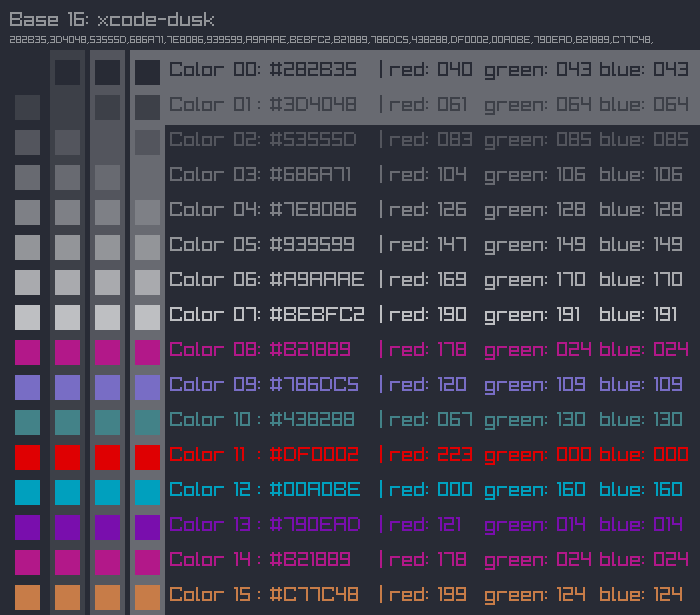 Base 16: xcode-dusk
282B35,3D4048,53555D,686A71,7E8086,939599,A9AAAE,BEBFC2,B21889,786DC5,438288,DF0002,00A0BE,790EAD,B21889,C77C48,
Color 00: #282B35 | red: 040 green: 043 blue: 043
Color 01 : #3D4048 | red: 061 green: 064 blue: 064
Color 02: #53555D | red: 083 green: 085 blue: 085
Color 03: #686A71 | red: 104 green: 106 blue: 106
Color 04: #7E8086 | red: 126 green: 128 blue: 128
Color 05: #939599 | red: 147 green: 149 blue: 149
Color 06: #A9AAAE | red: 169 green: 170 blue: 170
Color 07: #BEBFC2 | red: 190 green: 191 blue: 191
Color 08: #B21889 | red: 178 green: 024 blue: 024
Color 09: #786DC5 | red: 120 green: 109 blue: 109
Color 10 : #438288 | red: 067 green: 130 blue: 130
Color 11 : #DF0002 | red: 223 green: 000 blue: 000
Color 12 : #00A0BE | red: 000 green: 160 blue: 160
Color 13 : #790EAD | red: 121 green: 014 blue: 014
Color 14 : #B21889 | red: 178 green: 024 blue: 024
Color 15 : #C77C48 | red: 199 green: 124 blue: 124